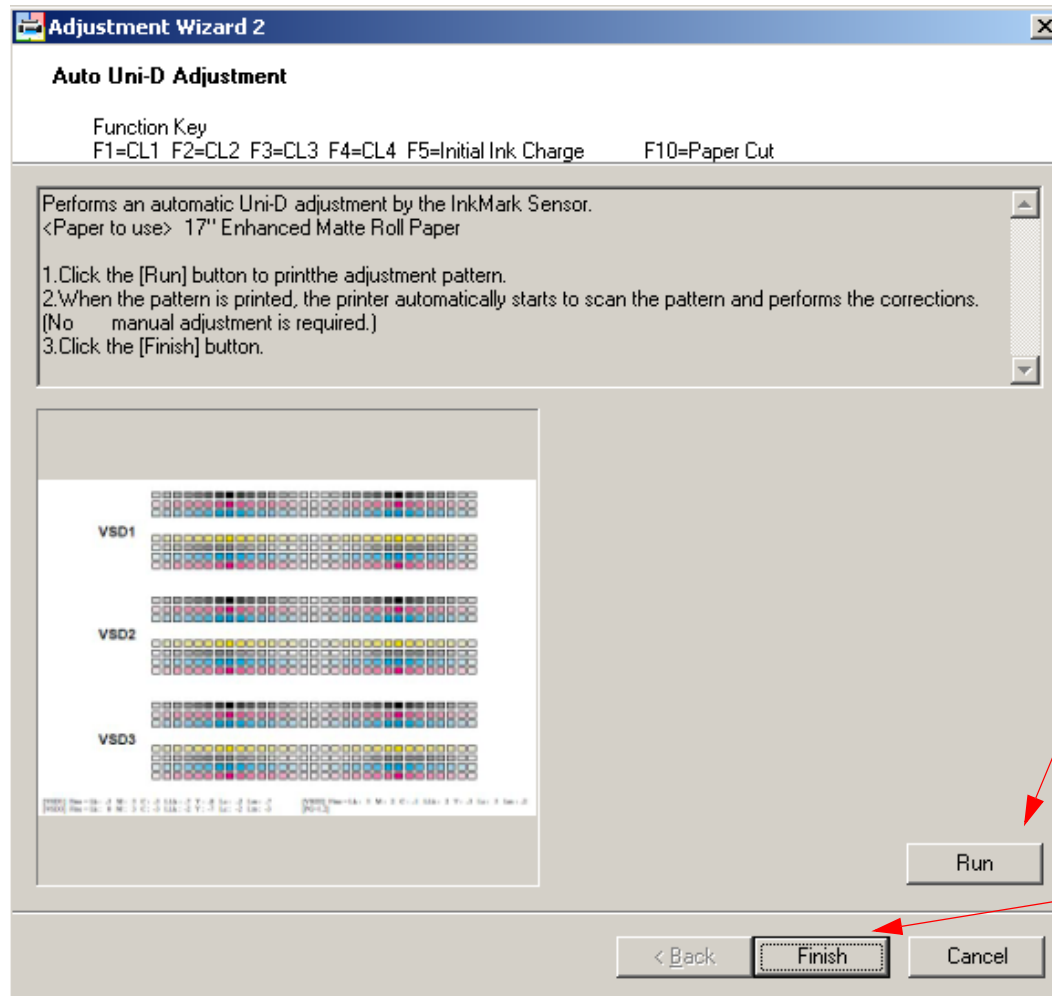 Adjustment Wizard 2
Auto Uni-D Adjustment
Function Key
F1=CL1 F2=CL2 F3=CL3 F4=CL4 F5=Initial Ink Charge F10=Paper Cut
Performs an automatic Uni-D adjustment by the InkMark Sensor.
<Paper to use> 17" Enhanced Matte Roll Paper
1.Click the [Run] button to printthe adjustment pattern.
2.When the pattern is printed, the printer automatically starts to scan the pattern and performs the corrections.
(No manual adjustment is required.)
3.Click the [Finish] button.
VSD1
VSD2
VSD3
Run
< Back
Finish
Cancel